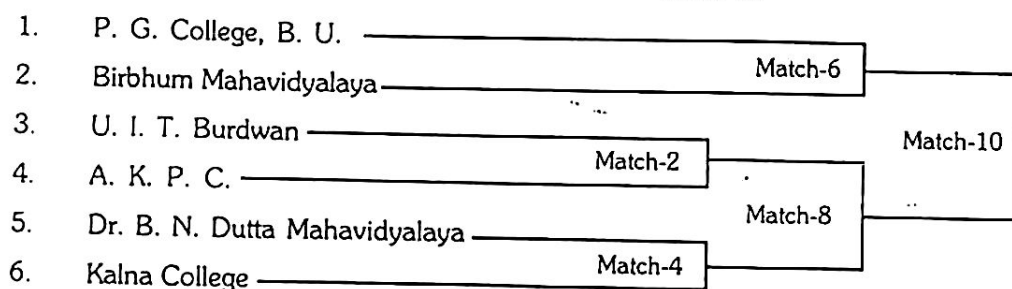 1. P. G. College, B. U.
Match-6
2. Birbhum Mahavidyalaya
3. U. I. T. Burdwan
Match-10
Match-2
4. A. K. P. C.
Match-8
5. Dr. B. N. Dutta Mahavidyalaya
Match-4
6. Kalna College